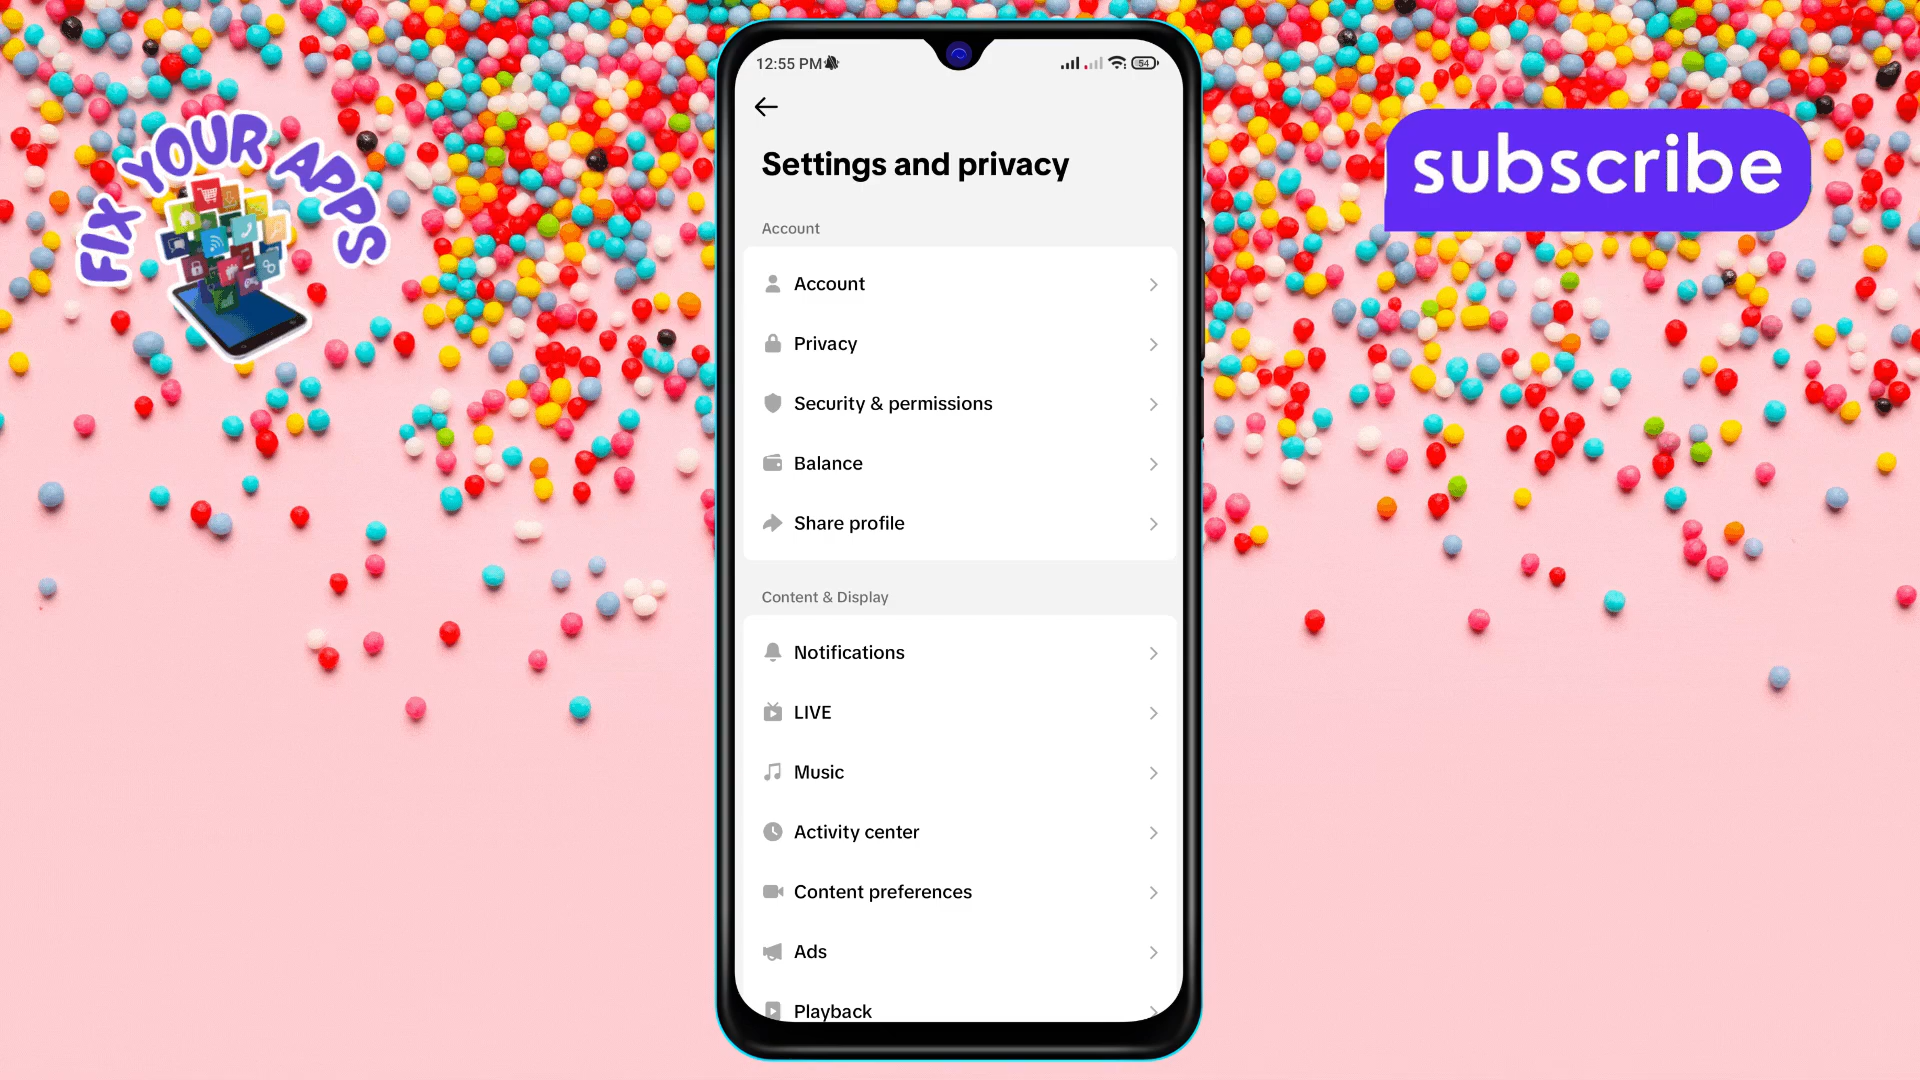 FIX YOUR APPS
subscribe
12:55 PM
54
Settings and privacy
Account
Account
Privacy
Security & permissions
Balance
Share profile
Content & Display
Notifications
LIVE
Music
Activity center
Content preferences
Ads
Playback